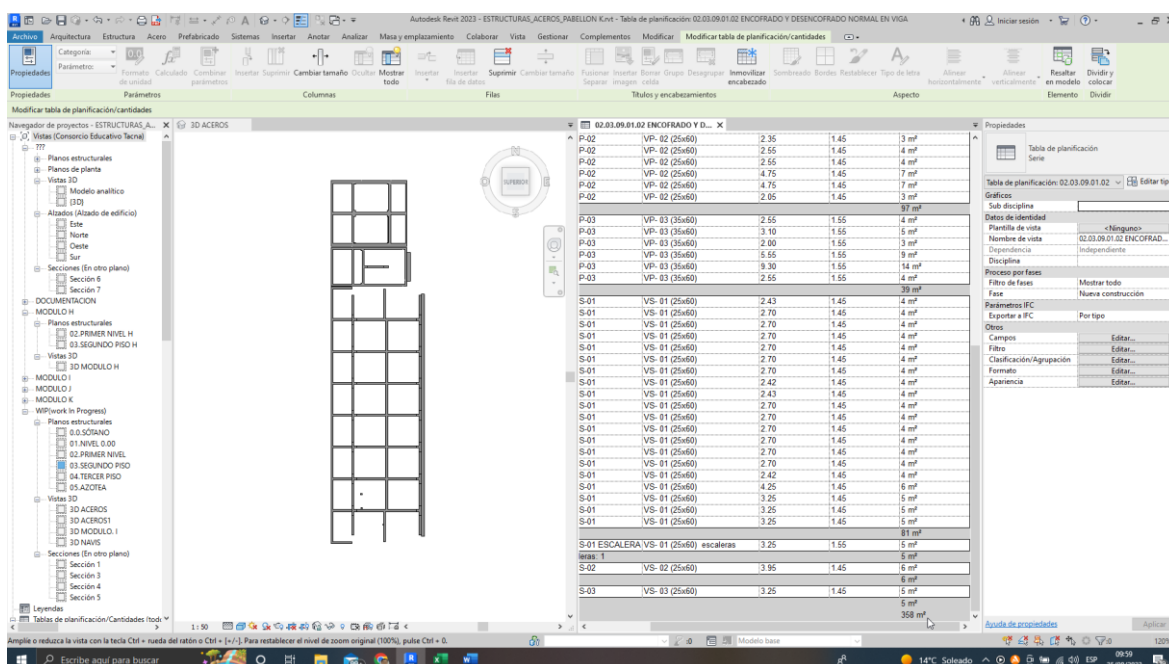 Autodesk Revit 2023 - ESTRUCTURAS_ACEROS_PABELLON K.rvt - Tabla de planificación: 02.03.09.01.02 ENCOFRADO Y DESENCOFRADO NORMAL EN VIGA
Iniciar sesión
Archivo Arquitectura Estructura Acero Prefabricado Sistemas Insertar Anotar Analizar Masa y emplazamiento Colaborar Vista Gestionar Complementos Modificar Modificar tabla de planificación/cantidades
Categoría:
Parámetro:
Propiedades
Formato de unidad
Calculado
Combinar parámetros
Insertar Suprimir Cambiar tamaño Ocultar Mostrar todo
Insertar
Insertar fila de datos
Suprimir Cambiar tamaño
Fusionar Separar
Insertar imagen
Borrar celda
Grupo Desagrupar
Inmovilizar encabezado
Sombreado Bordes Restablecer Tipo de letra
Alinear horizontalmente
Alinear verticalmente
Resaltar en modelo
Dividir y colocar
Propiedades Parámetros Columnas Filas Títulos y encabezamientos Aspecto Elemento Dividir
Modificar tabla de planificación/cantidades
Navegador de proyectos - ESTRUCTURAS_A...
Vistas (Consorcio Educativo Tacna)
???
Planos estructurales
Planos de planta
Vistas 3D
Modelo analítico
{3D}
Alzados (Alzado de edificio)
Este
Norte
Oeste
Sur
Secciones (En otro plano)
Sección 6
Sección 7
DOCUMENTACION
MODULO H
Planos estructurales
02.PRIMER NIVEL H
03.SEGUNDO PISO H
Vistas 3D
3D MODULO H
MODULO I
MODULO J
MODULO K
WIP(work In Progress)
Planos estructurales
0.0.SÓTANO
01.NIVEL 0.00
02.PRIMER NIVEL
03.SEGUNDO PISO
04.TERCER PISO
05.AZOTEA
Vistas 3D
3D ACEROS
3D ACEROS1
3D MODULO. I
3D NAVIS
Secciones (En otro plano)
Sección 1
Sección 3
Sección 4
Sección 5
Leyendas
Tablas de planificación/Cantidades (todo
3D ACEROS
SUPERIOR
1 : 50
02.03.09.01.02 ENCOFRADO Y D...
P-02 VP- 02 (25x60) 2.35 1.45 3 m²
P-02 VP- 02 (25x60) 2.55 1.45 4 m²
P-02 VP- 02 (25x60) 2.55 1.45 4 m²
P-02 VP- 02 (25x60) 4.75 1.45 7 m²
P-02 VP- 02 (25x60) 4.75 1.45 7 m²
P-02 VP- 02 (25x60) 2.05 1.45 3 m²
97 m²
P-03 VP- 03 (35x60) 2.55 1.55 4 m²
P-03 VP- 03 (35x60) 3.10 1.55 5 m²
P-03 VP- 03 (35x60) 2.00 1.55 3 m²
P-03 VP- 03 (35x60) 5.55 1.55 9 m²
P-03 VP- 03 (35x60) 9.30 1.55 14 m²
P-03 VP- 03 (35x60) 2.55 1.55 4 m²
39 m²
S-01 VS- 01 (25x60) 2.43 1.45 4 m²
S-01 VS- 01 (25x60) 2.70 1.45 4 m²
S-01 VS- 01 (25x60) 2.70 1.45 4 m²
S-01 VS- 01 (25x60) 2.70 1.45 4 m²
S-01 VS- 01 (25x60) 2.70 1.45 4 m²
S-01 VS- 01 (25x60) 2.70 1.45 4 m²
S-01 VS- 01 (25x60) 2.70 1.45 4 m²
S-01 VS- 01 (25x60) 2.42 1.45 4 m²
S-01 VS- 01 (25x60) 2.43 1.45 4 m²
S-01 VS- 01 (25x60) 2.70 1.45 4 m²
S-01 VS- 01 (25x60) 2.70 1.45 4 m²
S-01 VS- 01 (25x60) 2.70 1.45 4 m²
S-01 VS- 01 (25x60) 2.70 1.45 4 m²
S-01 VS- 01 (25x60) 2.70 1.45 4 m²
S-01 VS- 01 (25x60) 2.70 1.45 4 m²
S-01 VS- 01 (25x60) 2.42 1.45 4 m²
S-01 VS- 01 (25x60) 4.25 1.45 6 m²
S-01 VS- 01 (25x60) 3.25 1.45 5 m²
S-01 VS- 01 (25x60) 3.25 1.45 5 m²
S-01 VS- 01 (25x60) 3.25 1.45 5 m²
81 m²
S-01 ESCALERA VS- 01 (25x60) escaleras 3.25 1.55 5 m²
leras: 1 5 m²
S-02 VS- 02 (25x60) 3.95 1.45 6 m²
6 m²
S-03 VS- 03 (25x60) 3.25 1.45 5 m²
5 m²
358 m²
Propiedades
Tabla de planificación
Serie
Tabla de planificación: 02.03.09.01.02 Editar tip
Gráficos
Sub disciplina
Datos de identidad
Plantilla de vista <Ninguno>
Nombre de vista 02.03.09.01.02 ENCOFRAD...
Dependencia Independiente
Disciplina
Proceso por fases
Filtro de fases Mostrar todo
Fase Nueva construcción
Parámetros IFC
Exportar a IFC Por tipo
Otros
Campos Editar...
Filtro Editar...
Clasificación/Agrupación Editar...
Formato Editar...
Apariencia Editar...
Ayuda de propiedades Aplicar
Amplíe o reduzca la vista con la tecla Ctrl + rueda del ratón o Ctrl + [+/-]. Para restablecer el nivel de zoom original (100%), pulse Ctrl + 0.
:0
Modelo base
:0
120%
Escribe aquí para buscar
14°C Soleado
ESP
09:59